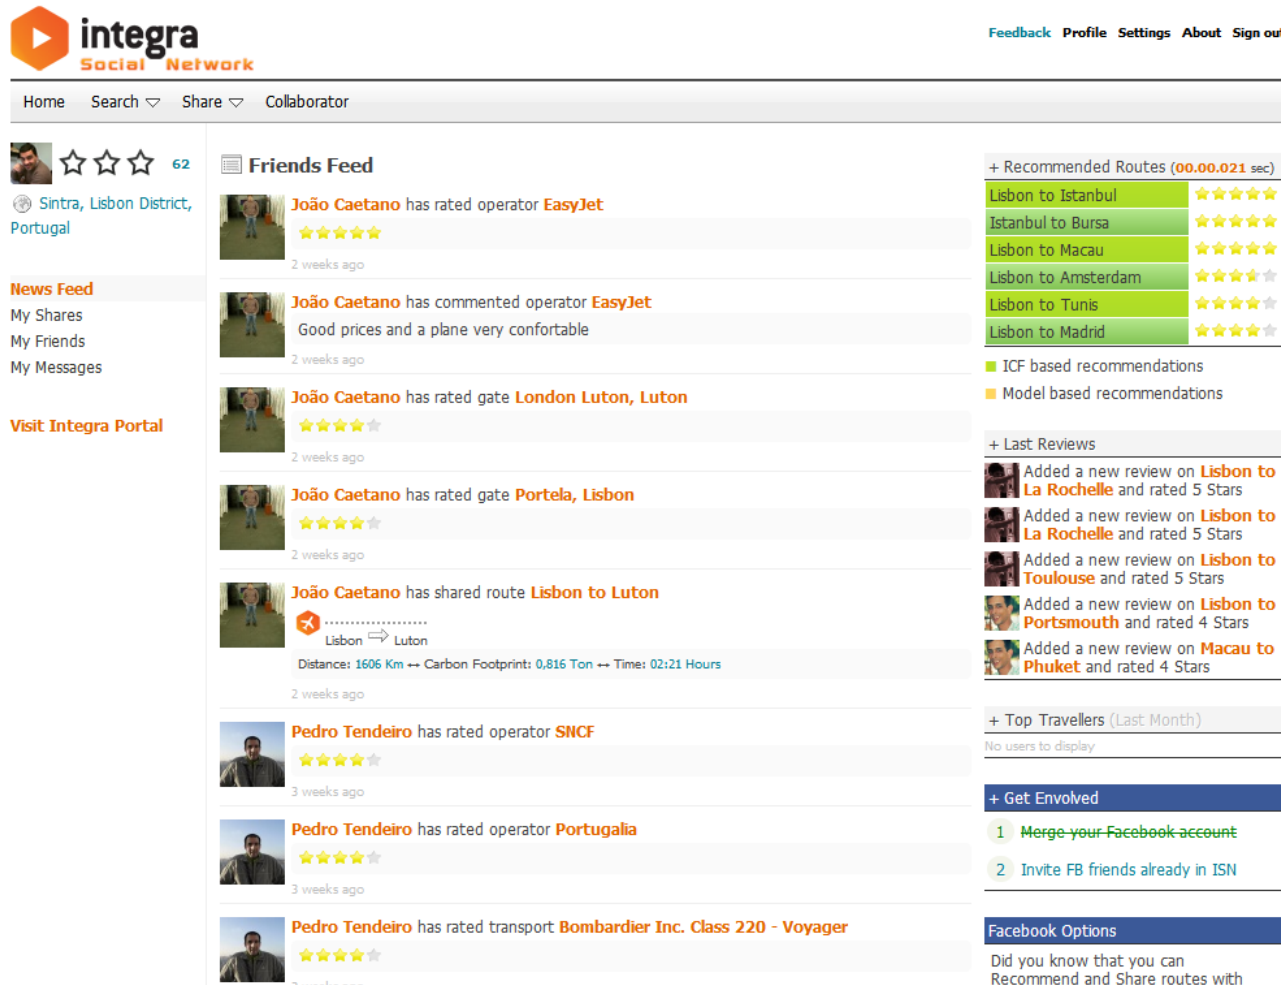 integra
Social Network
Feedback Profile Settings About Sign out
Home Search Share Collaborator
62
Sintra, Lisbon District,
Portugal
News Feed
My Shares
My Friends
My Messages
Visit Integra Portal
Friends Feed
João Caetano has rated operator EasyJet
2 weeks ago
João Caetano has commented operator EasyJet
Good prices and a plane very confortable
2 weeks ago
João Caetano has rated gate London Luton, Luton
2 weeks ago
João Caetano has rated gate Portela, Lisbon
2 weeks ago
João Caetano has shared route Lisbon to Luton
Lisbon Luton
Distance: 1606 Km ↔ Carbon Footprint: 0,816 Ton ↔ Time: 02:21 Hours
2 weeks ago
Pedro Tendeiro has rated operator SNCF
3 weeks ago
Pedro Tendeiro has rated operator Portugalia
3 weeks ago
Pedro Tendeiro has rated transport Bombardier Inc. Class 220 - Voyager
+ Recommended Routes (00.00.021 sec)
Lisbon to Istanbul
Istanbul to Bursa
Lisbon to Macau
Lisbon to Amsterdam
Lisbon to Tunis
Lisbon to Madrid
ICF based recommendations
Model based recommendations
+ Last Reviews
Added a new review on Lisbon to
La Rochelle and rated 5 Stars
Added a new review on Lisbon to
La Rochelle and rated 5 Stars
Added a new review on Lisbon to
Toulouse and rated 5 Stars
Added a new review on Lisbon to
Portsmouth and rated 4 Stars
Added a new review on Macau to
Phuket and rated 4 Stars
+ Top Travellers (Last Month)
No users to display
+ Get Envolved
1 Merge your Facebook account
2 Invite FB friends already in ISN
Facebook Options
Did you know that you can
Recommend and Share routes with